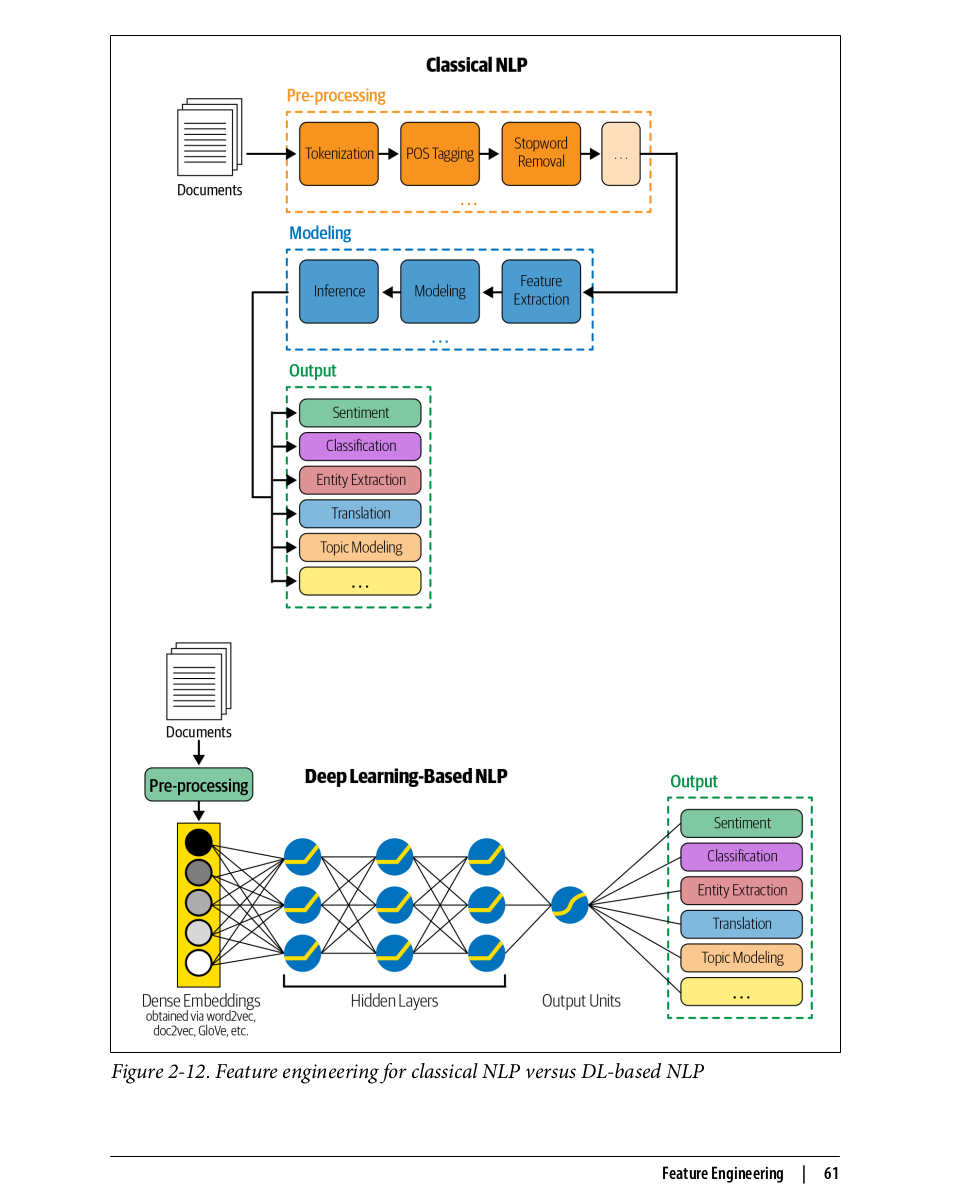 Classical NLP
Pre-processing
Documents
Tokenization
POS Tagging
Stopword
Removal
...
...
Modeling
Inference
Modeling
Feature
Extraction
...
Output
Sentiment
Classification
Entity Extraction
Translation
Topic Modeling
...
Documents
Pre-processing
Deep Learning-Based NLP
Dense Embeddings
obtained via word2vec,
doc2vec, GloVe, etc.
Hidden Layers
Output Units
Output
Sentiment
Classification
Entity Extraction
Translation
Topic Modeling
...
Figure 2-12. Feature engineering for classical NLP versus DL-based NLP
Feature Engineering | 61